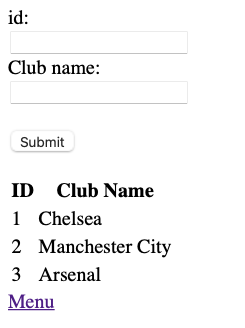 id:
Club name:
Submit
ID Club Name
1 Chelsea
2 Manchester City
3 Arsenal
Menu